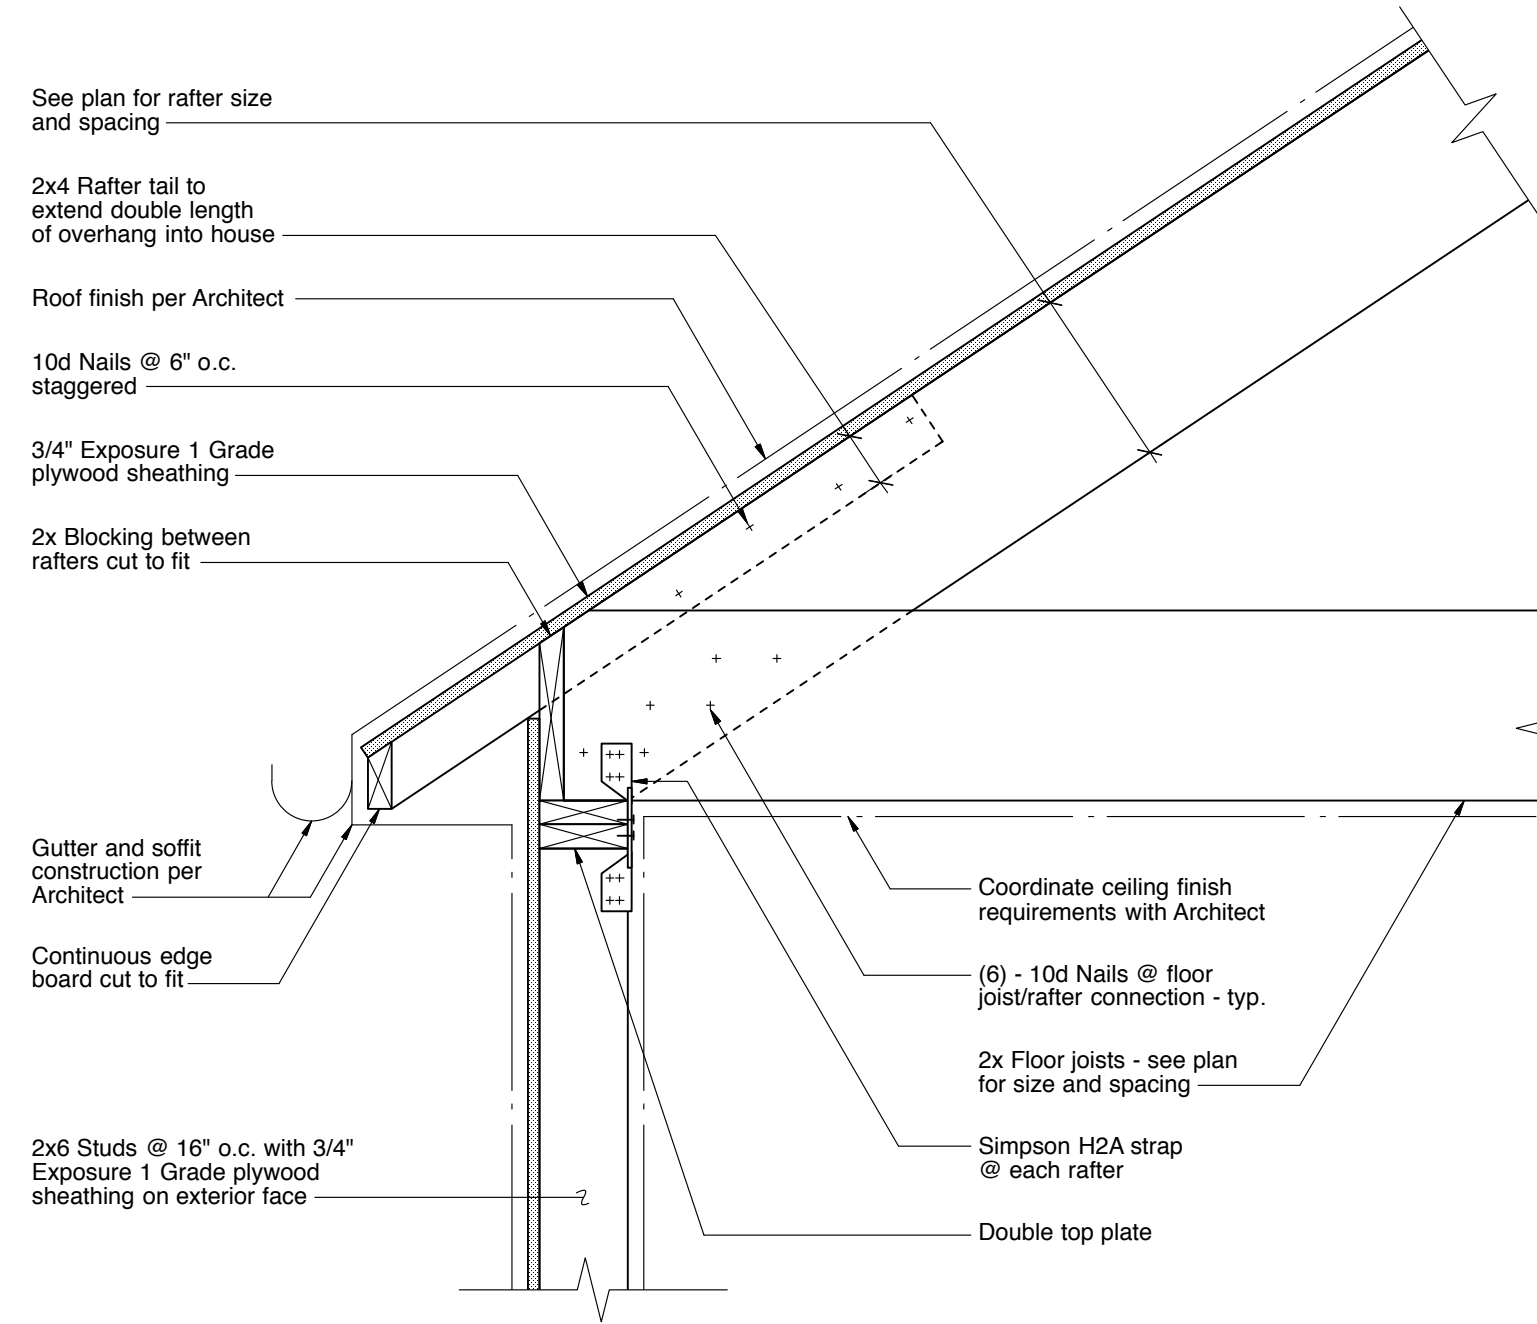 See plan for rafter size
and spacing
2x4 Rafter tail to
extend double length
of overhang into house
Roof finish per Architect
10d Nails @ 6" o.c.
staggered
3/4" Exposure 1 Grade
plywood sheathing
2x Blocking between
rafters cut to fit
Gutter and soffit
construction per
Architect
Continuous edge
board cut to fit
2x6 Studs @ 16" o.c. with 3/4"
Exposure 1 Grade plywood
sheathing on exterior face
Coordinate ceiling finish
requirements with Architect
(6) - 10d Nails @ floor
joist/rafter connection - typ.
2x Floor joists - see plan
for size and spacing
Simpson H2A strap
@ each rafter
Double top plate